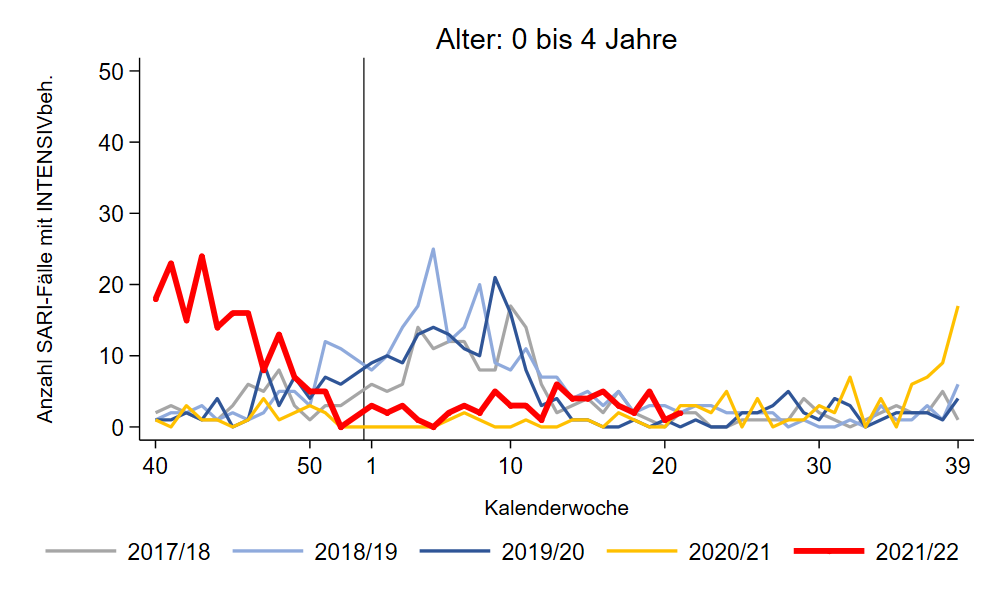 Alter: 0 bis 4 Jahre
Anzahl SARI-Fälle mit INTENSIVbeh.
50
40
30
20
10
0
40 50 1 10 20 30 39
Kalenderwoche
2017/18 2018/19 2019/20 2020/21 2021/22